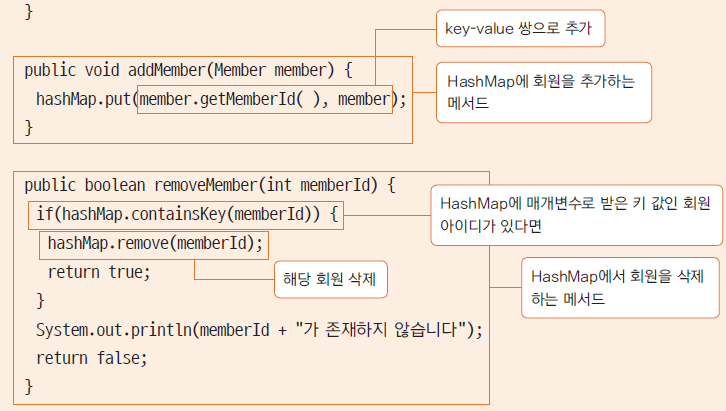 }
key-value 쌍으로 추가
public void addMember(Member member) {
hashMap.put(member.getMemberId( ), member);
}
HashMap에 회원을 추가하는
메서드
public boolean removeMember(int memberId) {
if(hashMap.containsKey(memberId)) {
hashMap.remove(memberId);
return true;
}
System.out.println(memberId + "가 존재하지 않습니다");
return false;
}
HashMap에 매개변수로 받은 키 값인 회원
아이디가 있다면
해당 회원 삭제
HashMap에서 회원을 삭제
하는 메서드